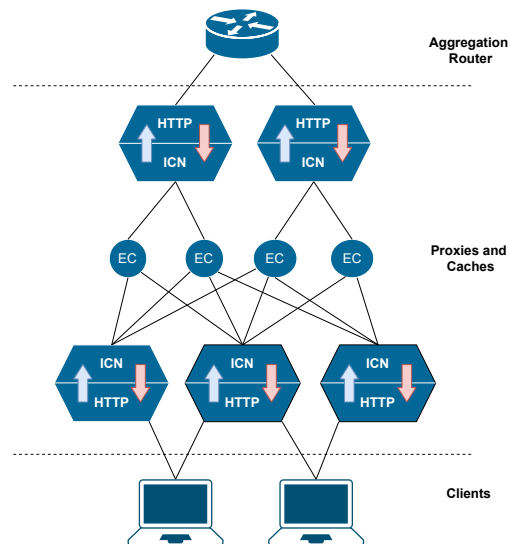 Aggregation
Router
HTTP
ICN
HTTP
ICN
EC
EC
EC
EC
Proxies and
Caches
ICN
HTTP
ICN
HTTP
ICN
HTTP
Clients